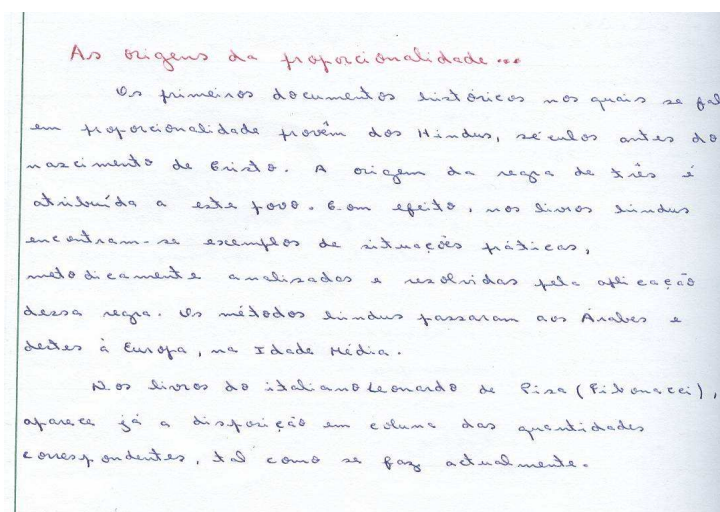 As origens da proporcionalidade...
Os primeiros documentos históricos nos quais se fal
em proporcionalidade provêm dos Hindus, séculos antes do
nascimento de Cristo. A origem da regra de três é
atribuída a este povo. Com efeito, nos livros hindus
encontram-se exemplos de situações práticas,
metodicamente analisadas e resolvidas pela aplicação
dessa regra. Os métodos hindus passaram aos Árabes e
destes à Europa, na Idade Média.
Nos livros do italiano Leonardo de Pisa (Fibonacci),
aparece já a disposição em coluna das quantidades
correspondentes, tal como se faz actualmente.